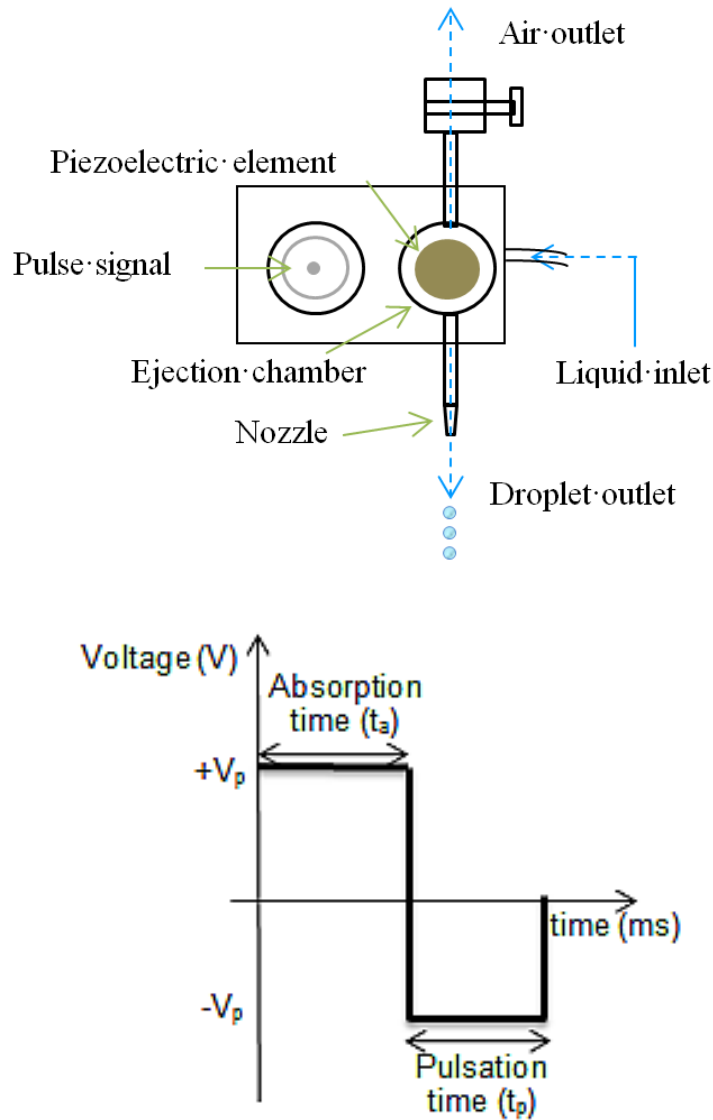 Air·outlet
Piezoelectric·element
Pulse·signal
Ejection·chamber
Liquid·inlet
Nozzle
Droplet·outlet
Voltage (V)
Absorption
time (tₐ)
+Vₚ
time (ms)
-Vₚ
Pulsation
time (tₚ)